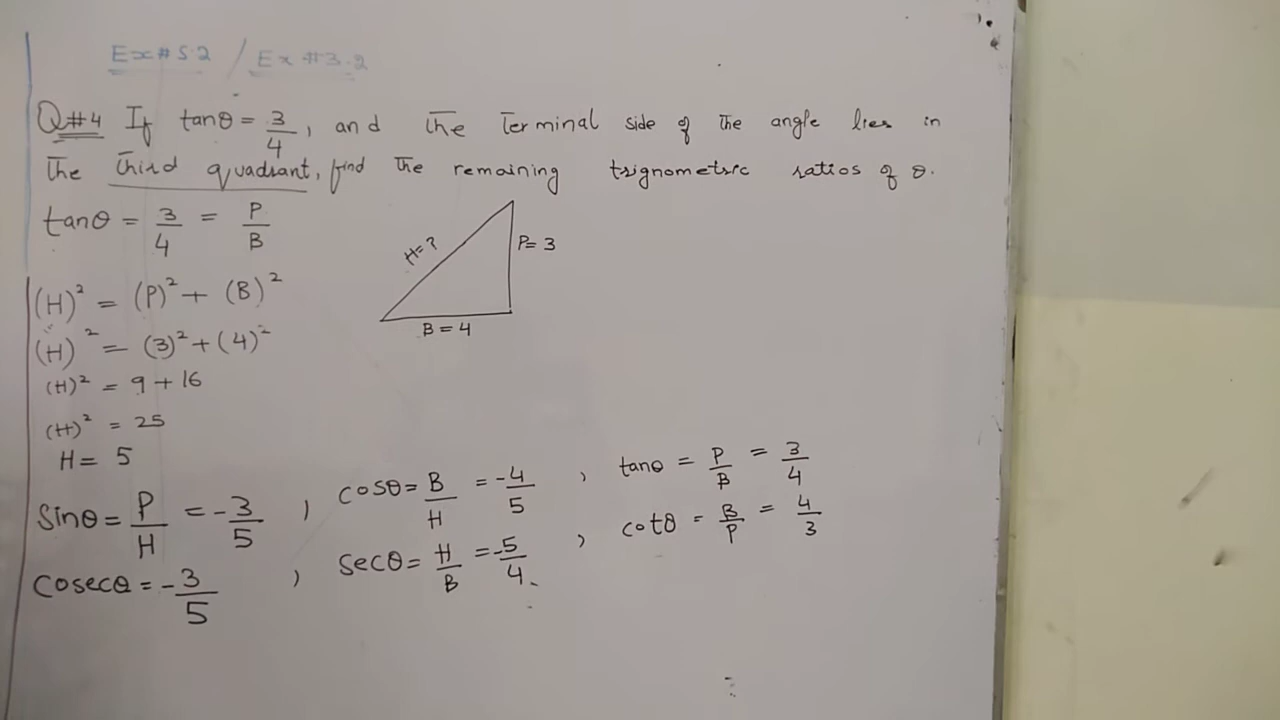 Ex#5.2 / Ex #3.2
Q#4 If tanθ = 3/4, and the terminal side of the angle lies in
the third quadrant, find the remaining trignometric ratios of θ.
tanθ = 3/4 = P/B
H=?
P= 3
B = 4
(H)² = (P)² + (B)²
(H)² = (3)² + (4)²
(H)² = 9 + 16
(H)² = 25
H = 5
sinθ = P/H = -3/5 , cosθ = B/H = -4/5 , tanθ = P/B = 3/4
cosecθ = -3/5 , secθ = H/B = -5/4 , cotθ = B/P = 4/3